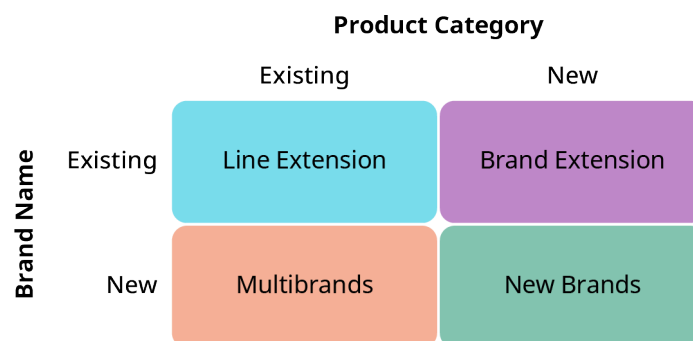 Product Category
Existing New
Existing Line Extension Brand Extension
Brand Name
New Multibrands New Brands